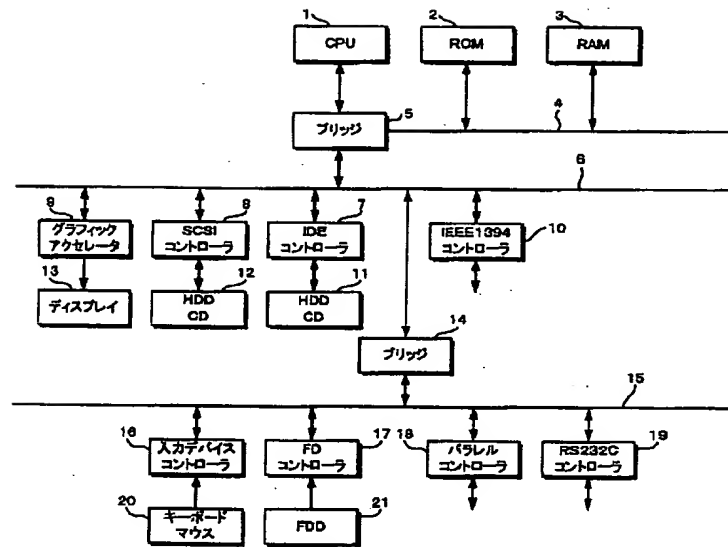 1
CPU
2
ROM
3
RAM
5
ブリッジ
4
6
9
グラフィック
アクセレータ
8
SCSI
コントローラ
7
IDE
コントローラ
IEEE1394
コントローラ
10
13
ディスプレイ
12
HDD
CD
11
HDD
CD
14
ブリッジ
15
16
入力デバイス
コントローラ
17
FD
コントローラ
18
パラレル
コントローラ
19
RS232C
コントローラ
20
キーボード
マウス
FDD
21